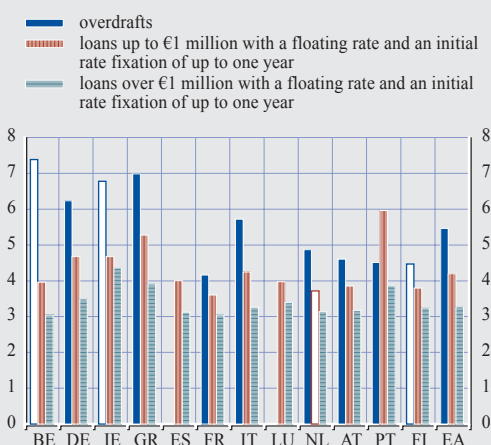 overdrafts
loans up to €1 million with a floating rate and an initial
rate fixation of up to one year
loans over €1 million with a floating rate and an initial
rate fixation of up to one year
8 8
7 7
6 6
5 5
4 4
3 3
2 2
1 1
0 0
BE DE IE GR ES FR IT LU NL AT PT FI EA